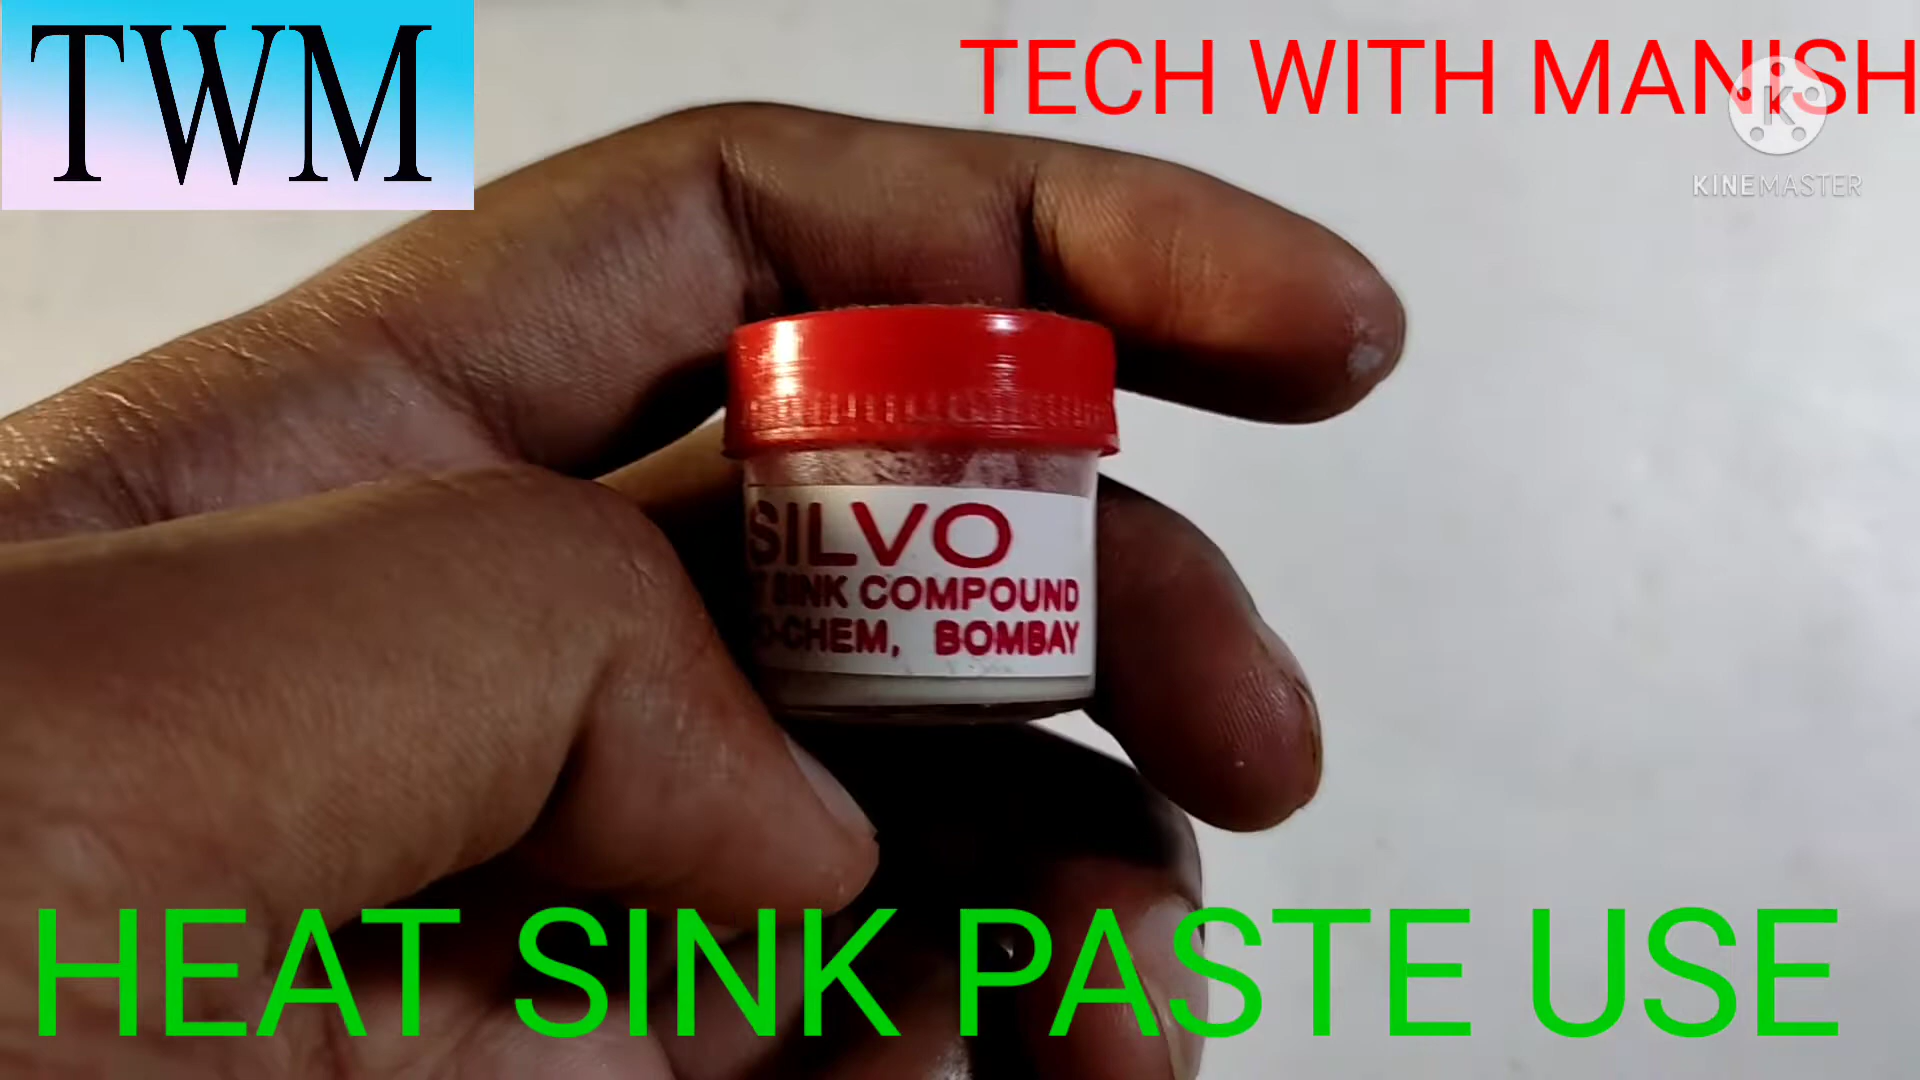 TWM
TECH WITH MANISH
KINEMASTER
SILVO
SINK COMPOUND
CHEM, BOMBAY
HEAT SINK PASTE USE